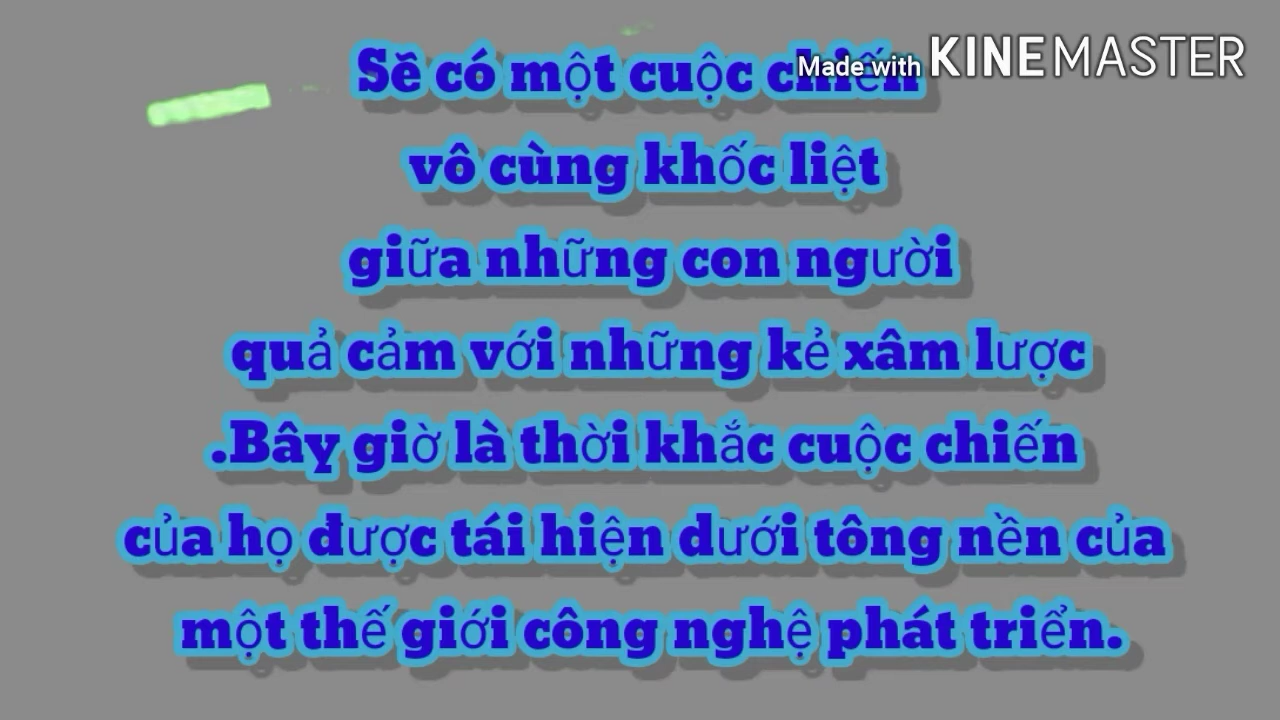 Made with KINEMASTER
Sẽ có một cuộc chiến
vô cùng khốc liệt
giữa những con người
quả cảm với những kẻ xâm lược
.Bây giờ là thời khắc cuộc chiến
của họ được tái hiện dưới tông nền của
một thế giới công nghệ phát triển.